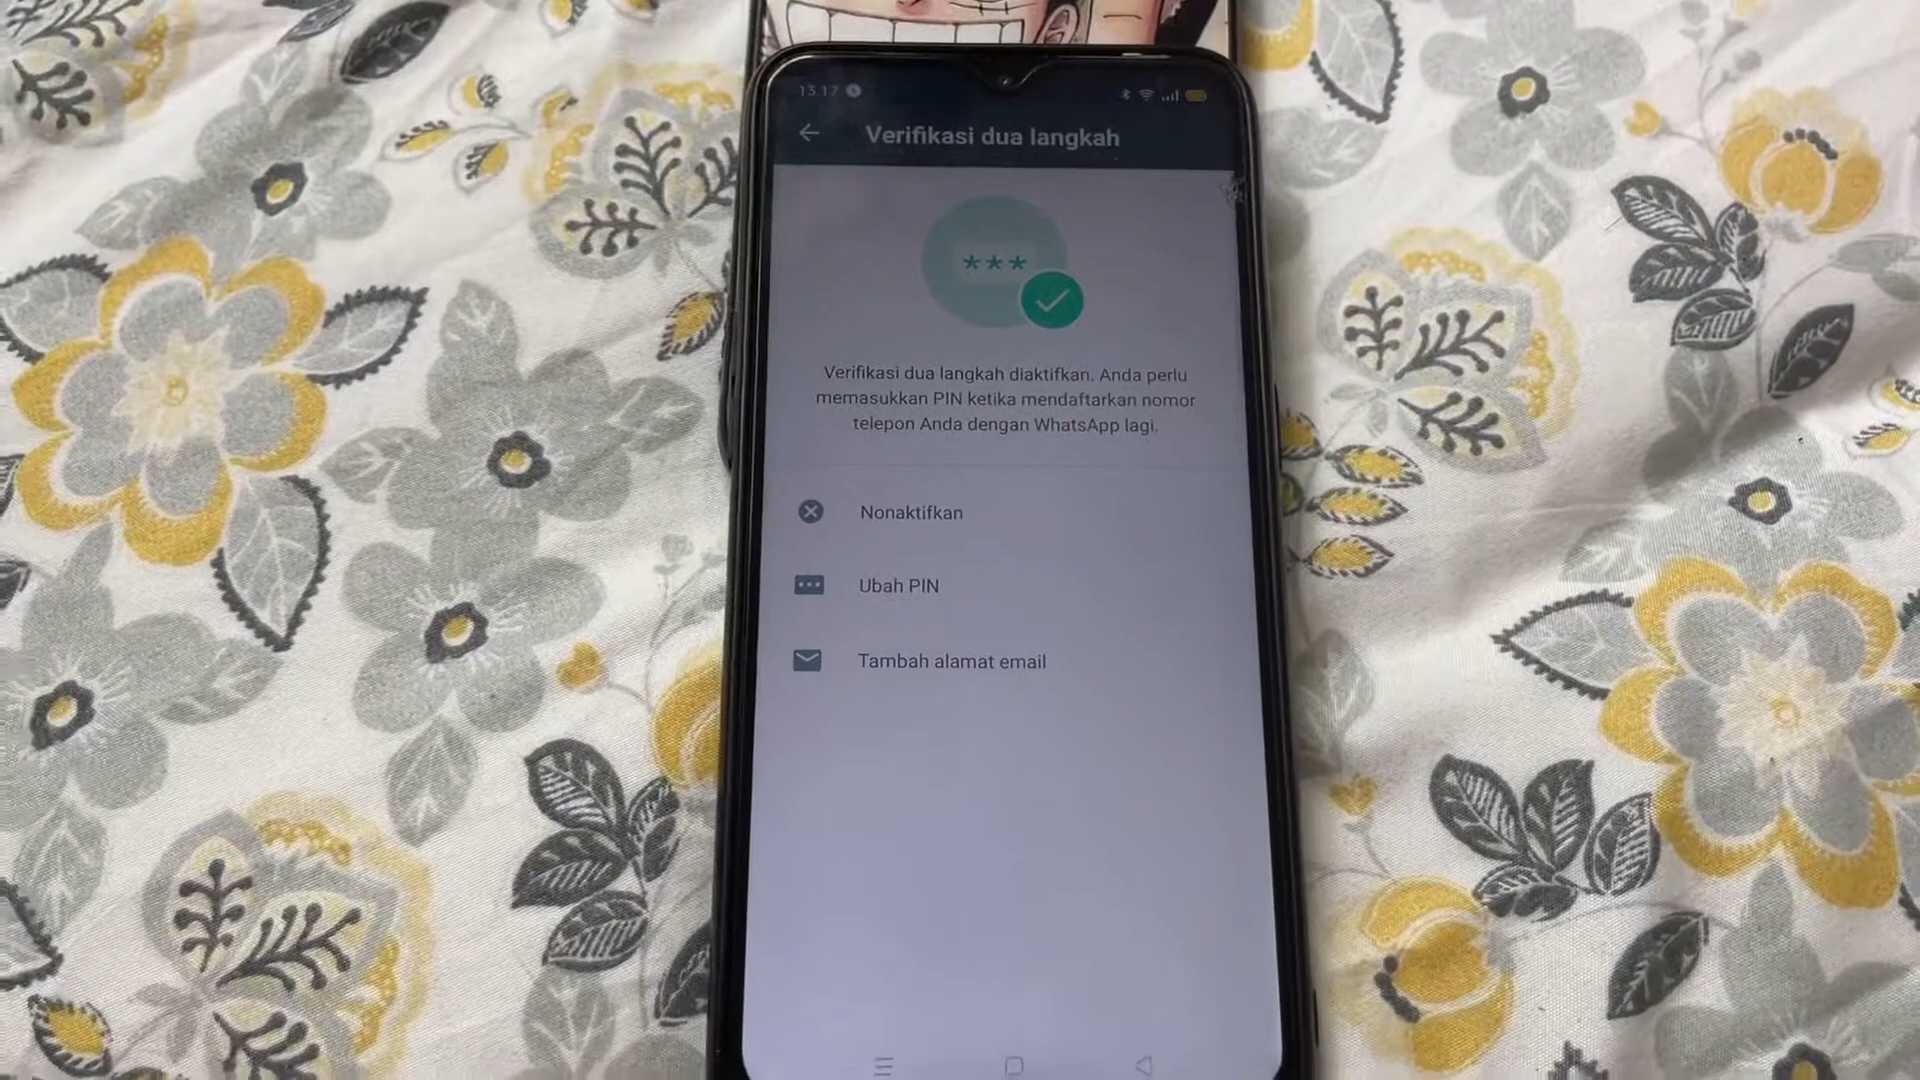 13.17
Verifikasi dua langkah
***
Verifikasi dua langkah diaktifkan. Anda perlu
memasukkan PIN ketika mendaftarkan nomor
telepon Anda dengan WhatsApp lagi.
Nonaktifkan
Ubah PIN
Tambah alamat email